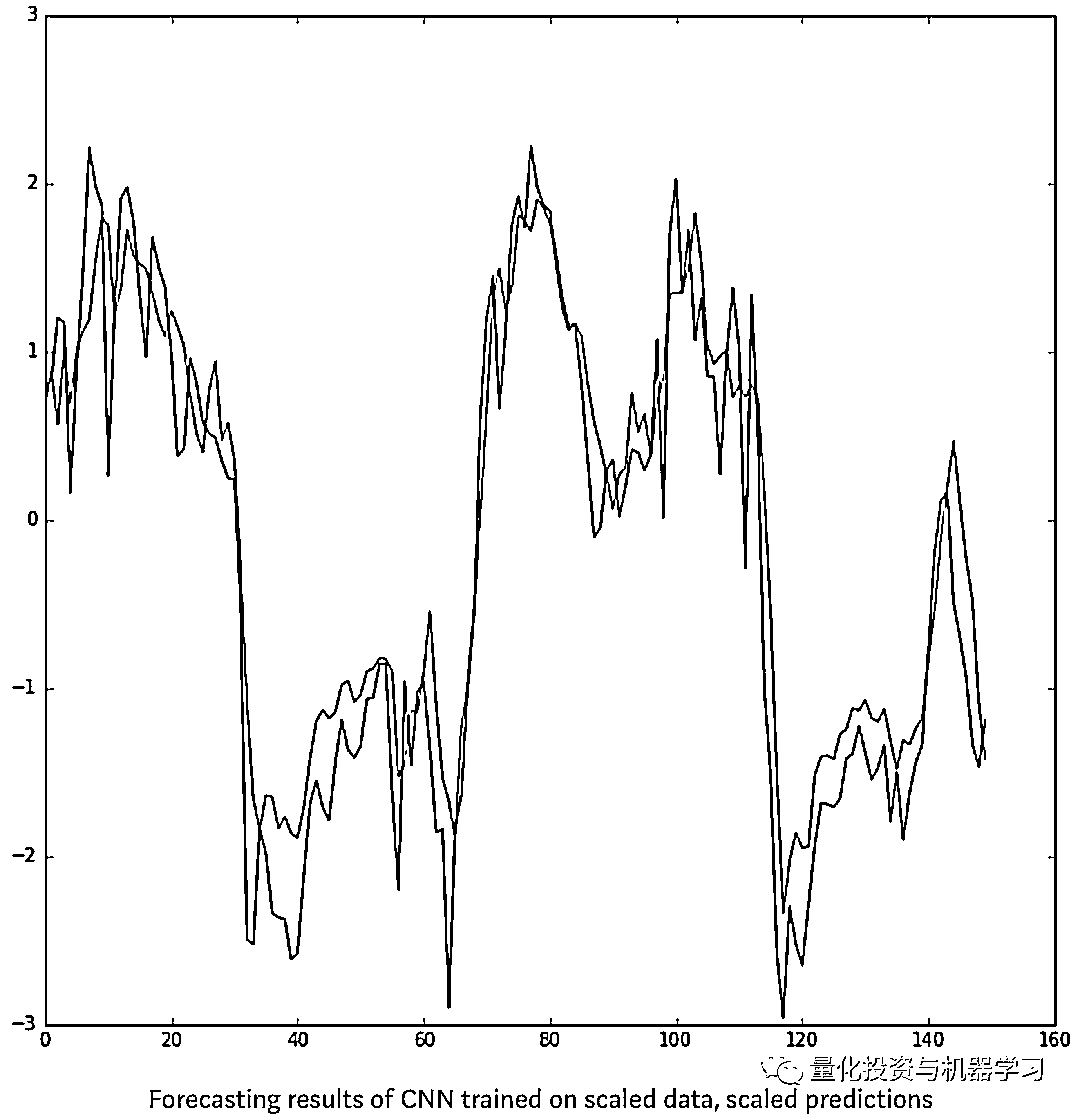 3
2
1
0
−1
−2
−3
0 20 40 60 80 100 120 140 160
量化投资与机器学习
Forecasting results of CNN trained on scaled data, scaled predictions